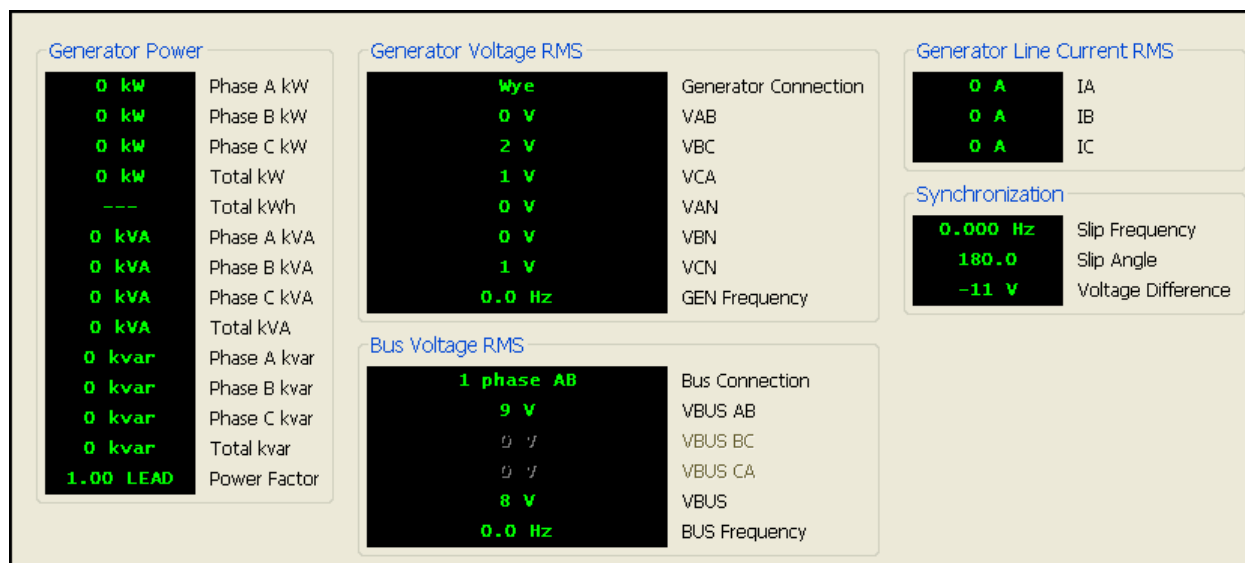 Generator Power
0 kW Phase A kW
0 kW Phase B kW
0 kW Phase C kW
0 kW Total kW
--- Total kWh
0 kVA Phase A kVA
0 kVA Phase B kVA
0 kVA Phase C kVA
0 kVA Total kVA
0 kvar Phase A kvar
0 kvar Phase B kvar
0 kvar Phase C kvar
0 kvar Total kvar
1.00 LEAD Power Factor
Generator Voltage RMS
Wye Generator Connection
0 V VAB
2 V VBC
1 V VCA
0 V VAN
0 V VBN
1 V VCN
0.0 Hz GEN Frequency
Bus Voltage RMS
1 phase AB Bus Connection
9 V VBUS AB
0 V VBUS BC
0 V VBUS CA
8 V VBUS
0.0 Hz BUS Frequency
Generator Line Current RMS
0 A IA
0 A IB
0 A IC
Synchronization
0.000 Hz Slip Frequency
180.0 Slip Angle
-11 V Voltage Difference